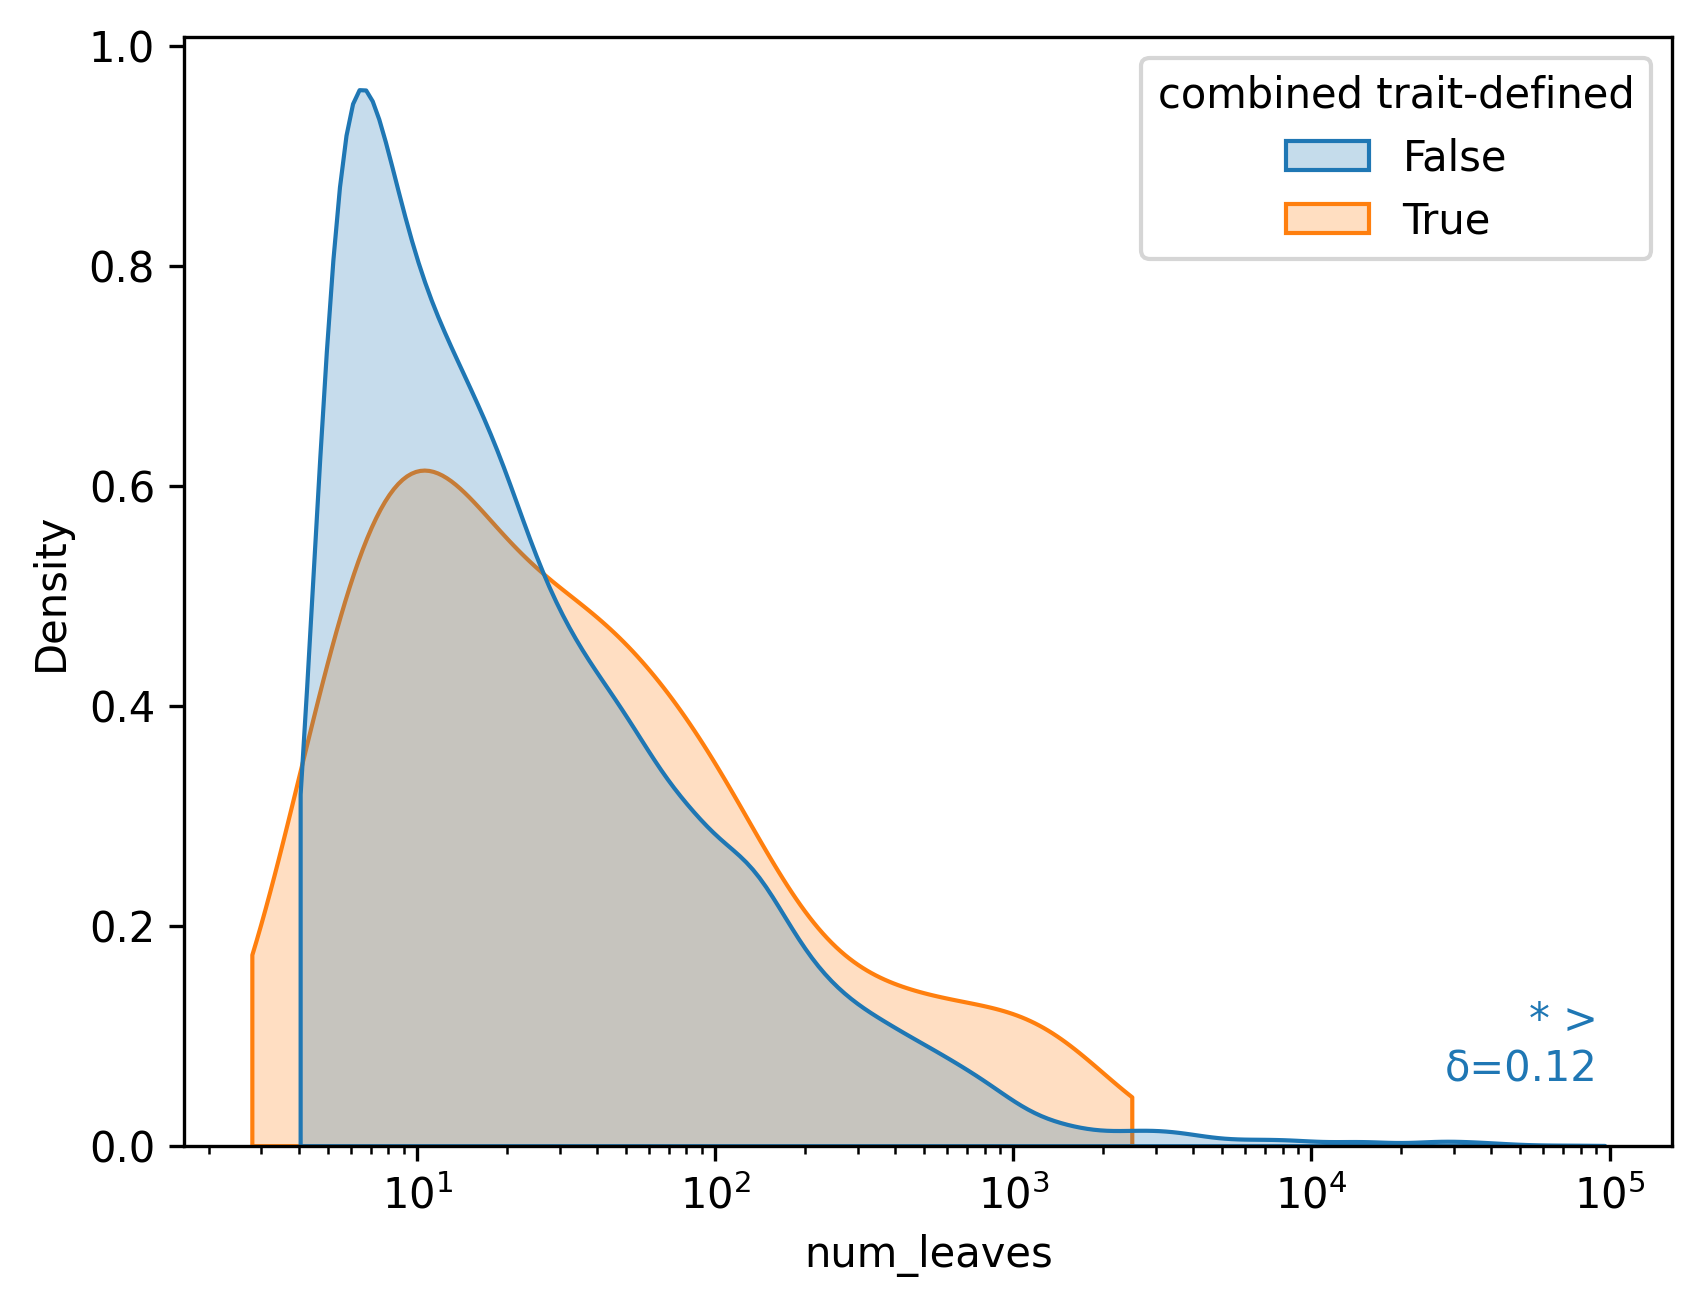 combined trait-defined
False
True
1.0
0.8
0.6
0.4
0.2
0.0
Density
* >
δ=0.12
10¹
10²
10³
10⁴
10⁵
num_leaves